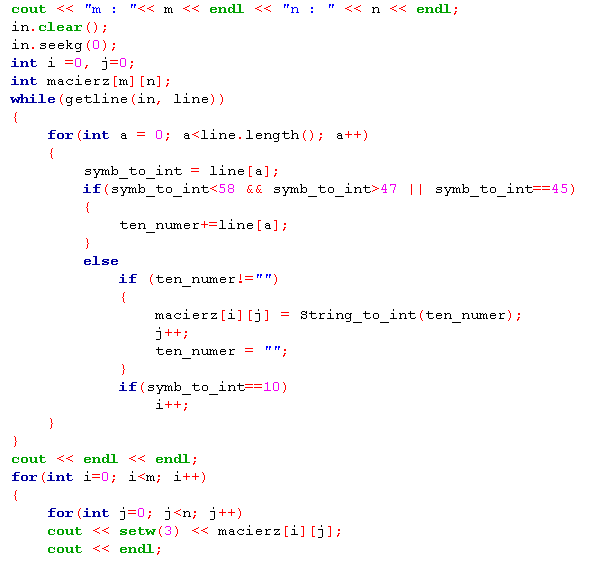 cout << "m : "<< m << endl << "n : " << n << endl;
in.clear();
in.seekg(0);
int i =0, j=0;
int macierz[m][n];
while(getline(in, line))
{
    for(int a = 0; a<line.length(); a++)
    {
        symb_to_int = line[a];
        if(symb_to_int<58 && symb_to_int>47 || symb_to_int==45)
        {
            ten_numer+=line[a];
        }
        else
            if (ten_numer!="")
            {
                macierz[i][j] = String_to_int(ten_numer);
                j++;
                ten_numer = "";
            }
            if(symb_to_int==10)
                i++;
    }
}
cout << endl << endl;
for(int i=0; i<m; i++)
{
    for(int j=0; j<n; j++)
    cout << setw(3) << macierz[i][j];
    cout << endl;